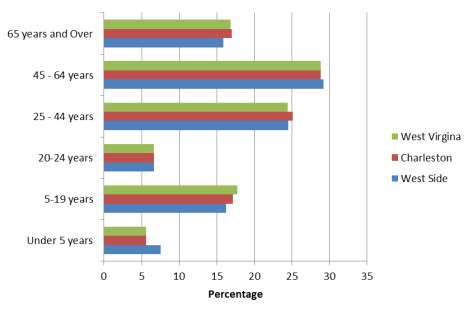 65 years and Over
45 - 64 years
25 - 44 years
20-24 years
5-19 years
Under 5 years
0 5 10 15 20 25 30 35
Percentage
West Virgina
Charleston
West Side